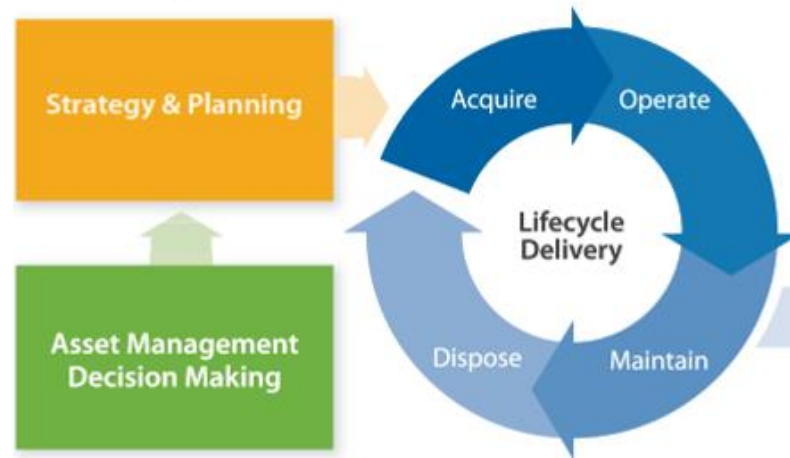 Strategy & Planning
Acquire
Operate
Lifecycle
Delivery
Asset Management
Decision Making
Dispose
Maintain